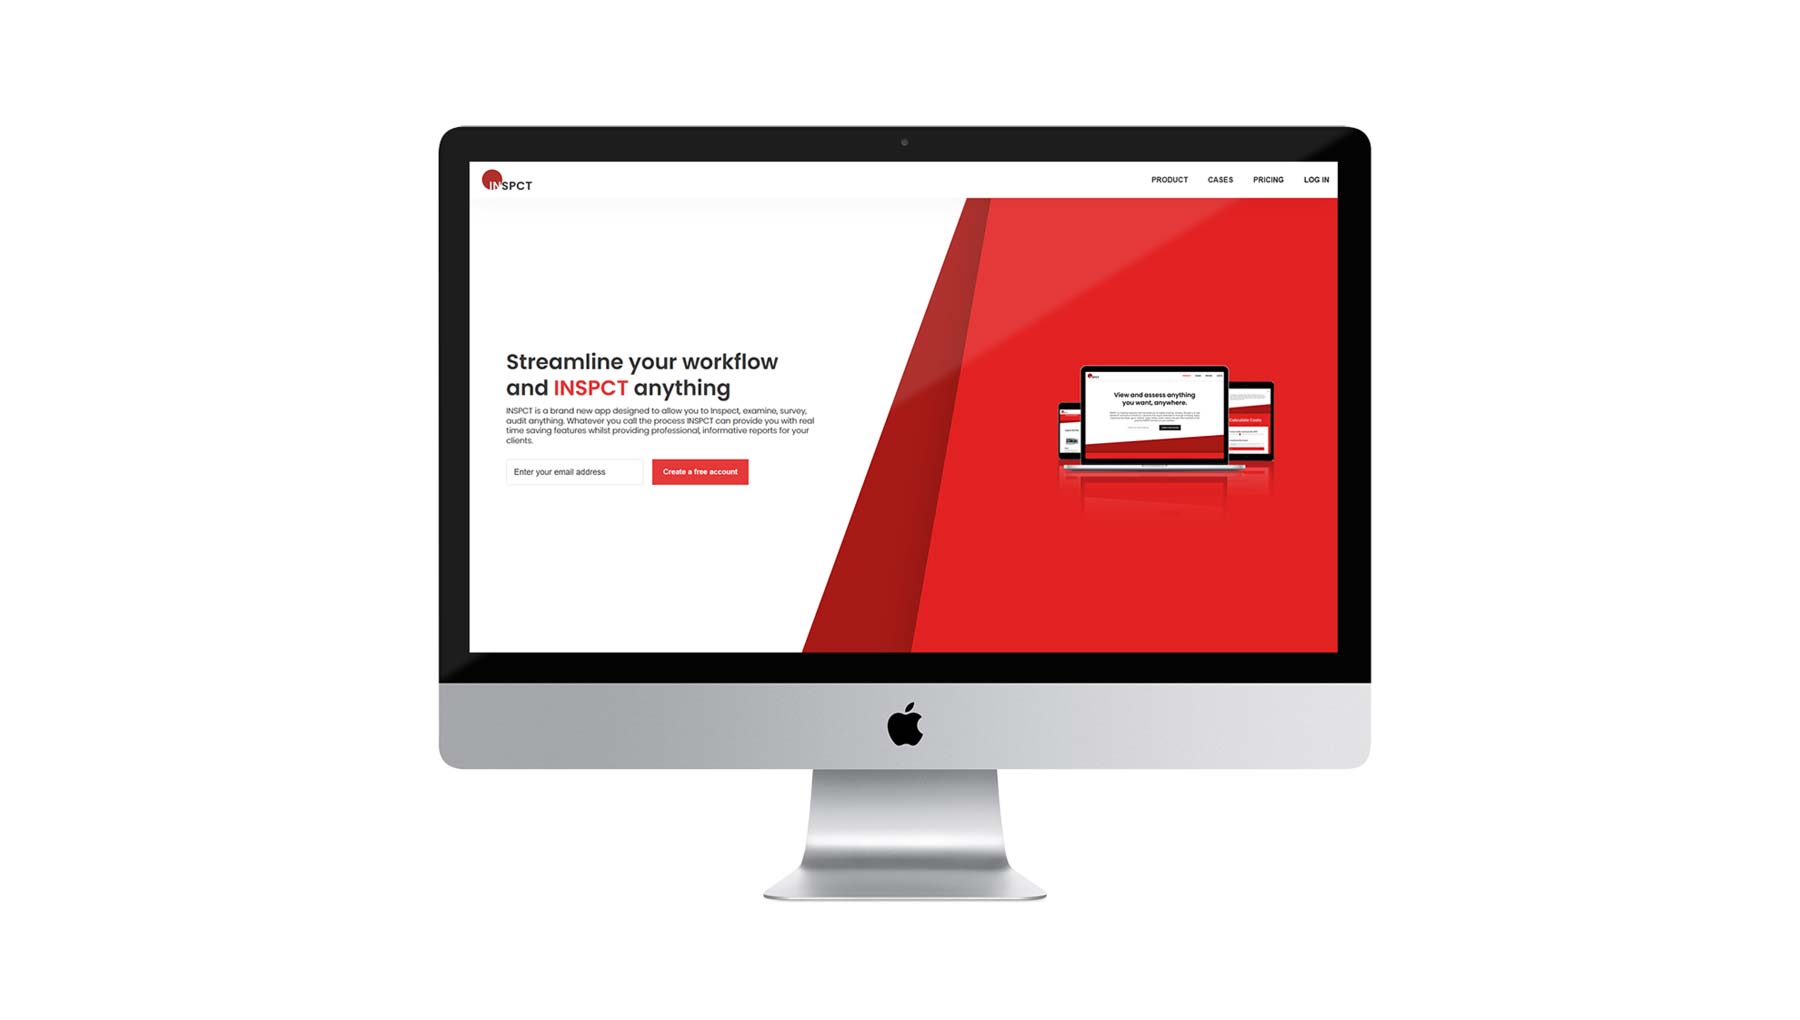 INSPCT
PRODUCT CASES PRICING LOG IN
Streamline your workflow
and INSPCT anything
INSPCT is a brand new app designed to allow you to Inspect, examine, survey,
audit anything. Whatever you call the process INSPCT can provide you with real
time saving features whilst providing professional, informative reports for your
clients.
Enter your email address
Create a free account
View and assess anything
you want, anywhere.
Calculate Costs